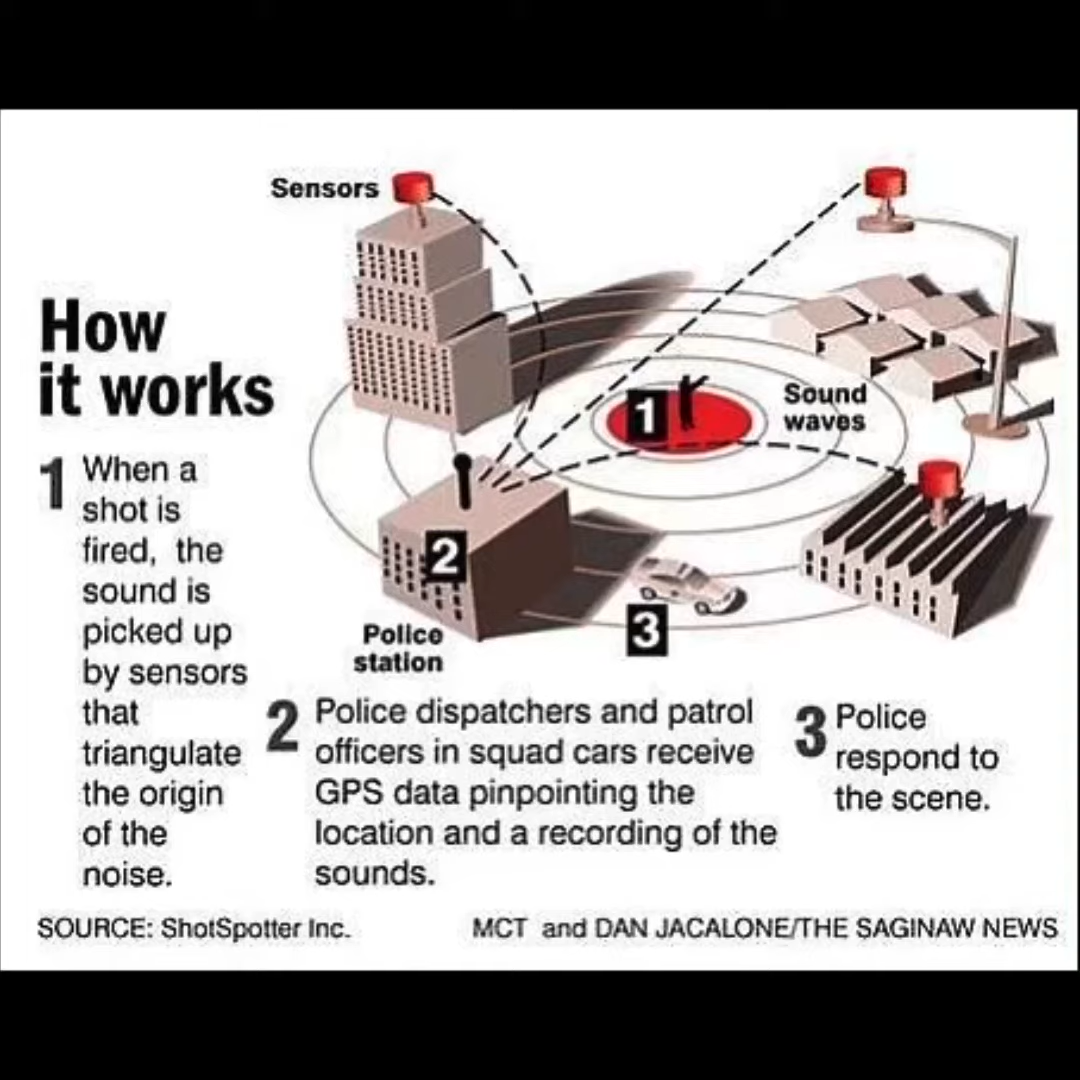 Sensors
How
it works
1
Sound
waves
2
3
Police
station
1 When a
shot is
fired, the
sound is
picked up
by sensors
that
triangulate
the origin
of the
noise.
2 Police dispatchers and patrol
officers in squad cars receive
GPS data pinpointing the
location and a recording of the
sounds.
3 Police
respond to
the scene.
SOURCE: ShotSpotter Inc.
MCT and DAN JACALONE/THE SAGINAW NEWS